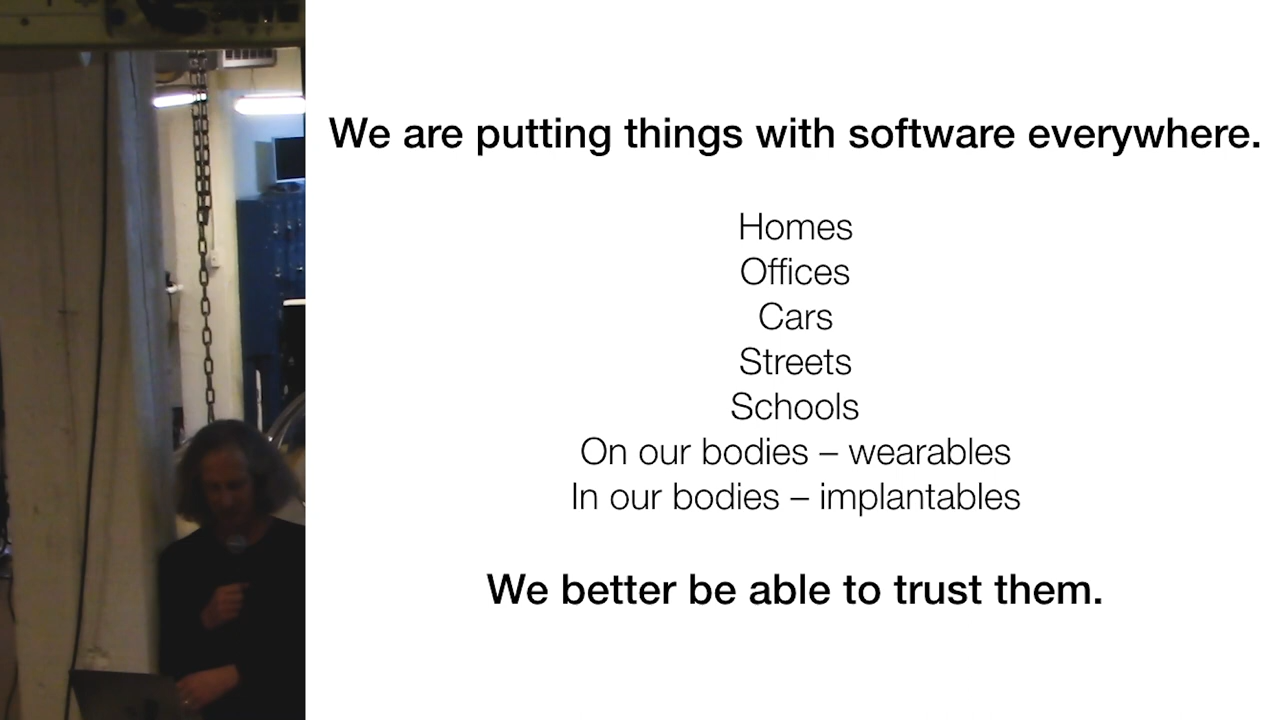 We are putting things with software everywhere.
Homes
Offices
Cars
Streets
Schools
On our bodies – wearables
In our bodies – implantables
We better be able to trust them.